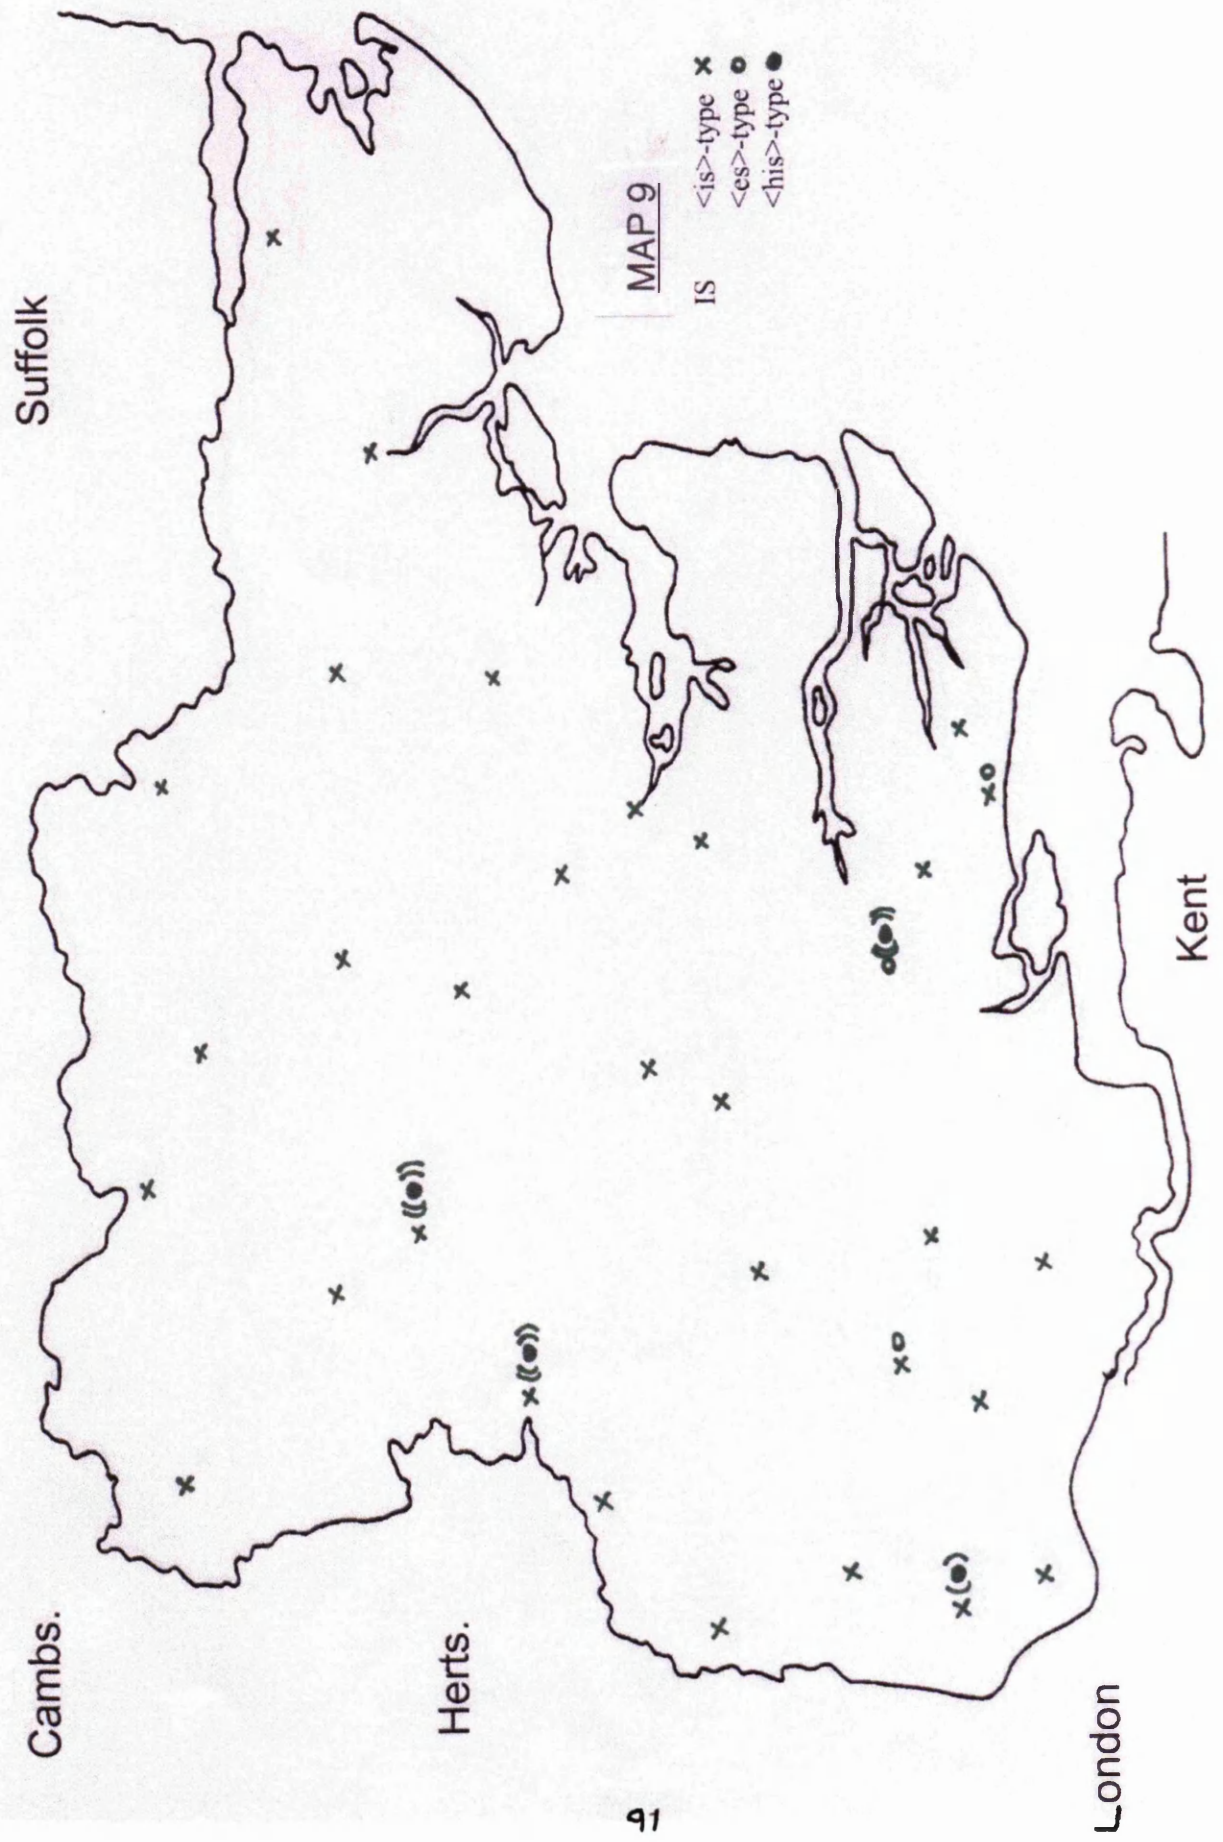 Cambs.
Suffolk
Herts.
MAP 9
IS <is>-type x
<es>-type o
<his>-type ●
London
Kent
91